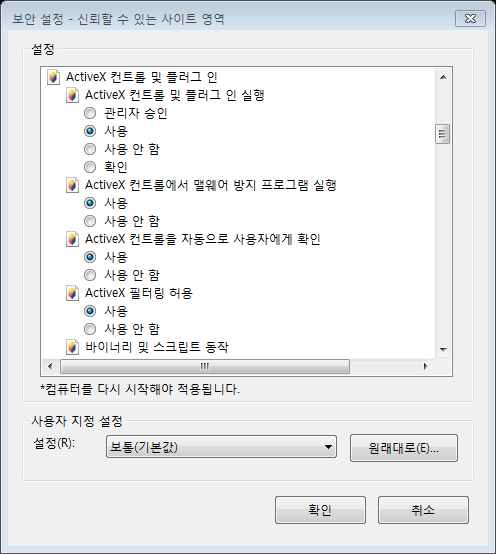 보안 설정 - 신뢰할 수 있는 사이트 영역
설정
ActiveX 컨트롤 및 플러그 인
ActiveX 컨트롤 및 플러그 인 실행
관리자 승인
사용
사용 안 함
확인
ActiveX 컨트롤에서 맬웨어 방지 프로그램 실행
사용
사용 안 함
ActiveX 컨트롤을 자동으로 사용자에게 확인
사용
사용 안 함
ActiveX 필터링 허용
사용
사용 안 함
바이너리 및 스크립트 동작
*컴퓨터를 다시 시작해야 적용됩니다.
사용자 지정 설정
설정(R): 보통(기본값) 원래대로(E)...
확인 취소